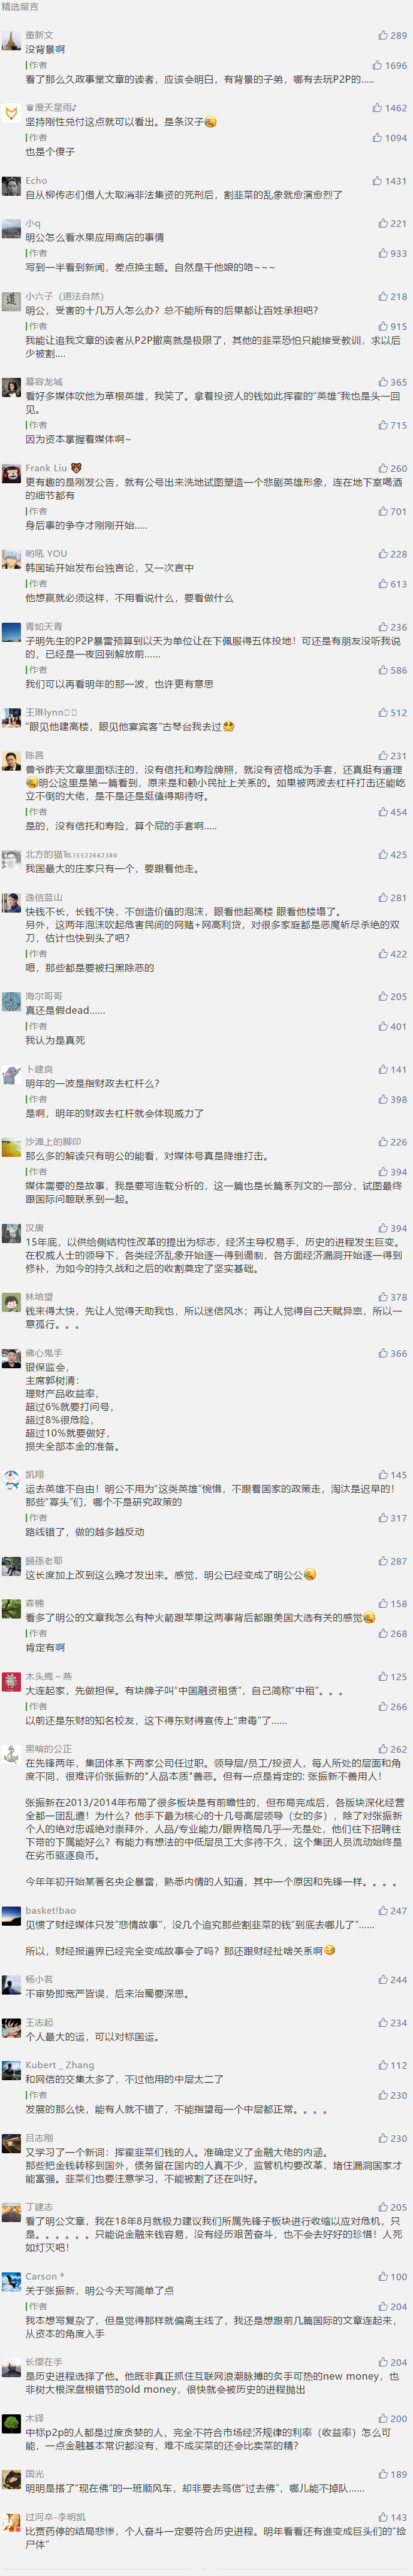 精选留言
董新文
289
没背景啊
作者
1696
看了那么久政事堂文章的读者，应该会明白，有背景的子弟，哪有去玩P2P的.....
♛漫天星雨♪
1462
坚持刚性兑付这点就可以看出。是条汉子
作者
1094
也是个傻子
Echo
1431
自从柳传志们借人大取消非法集资的死刑后，割韭菜的乱象就愈演愈烈了
小q
221
明公怎么看水果应用商店的事情
作者
933
写到一半看到新闻，差点换主题。自然是干他娘的咯~~~
小六子（道法自然）
218
明公，受害的十几万人怎么办？总不能所有的后果都让百姓承担吧？
作者
915
我能让追我文章的读者从P2P撤离就是极限了，其他的韭菜恐怕只能接受教训，求以后
少被割....
慕容龙城
365
看好多媒体吹他为草根英雄，我笑了。拿着投资人的钱如此挥霍的“英雄”我也是头一回
见。
作者
715
因为资本掌握着媒体啊~
Frank Liu
260
更有趣的是刚发公告，就有公号出来洗地试图塑造一个悲剧英雄形象，连在地下室喝酒
的细节都有
作者
701
身后事的争夺才刚刚开始.....
哟吼 YOU
228
韩国瑜开始发布台独言论，又一次言中
作者
613
他想赢就必须这样，不用看说什么，要看做什么
青如天青
236
子明先生的P2P暴雷预算到以天为单位让在下佩服得五体投地！可还是有朋友没听我说
的，已经是一夜回到解放前......
作者
586
我们可以再看明年的那一波，也许更有意思
王琳lynn
512
“眼见他建高楼，眼见他宴宾客”古琴台我去过
陈昌
231
兽爷昨天文章里面标注的，没有信托和寿险牌照，就没有资格成为手套，还真挺有道理
明公这里是第一篇看到，原来是和赖小民扯上关系的。如果被两波去杠杆打击还能屹
立不倒的大佬，是不是还是挺值得期待呀。
作者
454
是的，没有信托和寿险，算个屁的手套啊.....
北方的猫℡15522662380
425
我国最大的庄家只有一个，要跟着他走。
逸信蓝山
281
快钱不长，长钱不快，不创造价值的泡沫，眼看他起高楼 眼看他楼塌了。
另外，这两年泡沫吹起危害民间的网赌+网高利贷，对很多家庭都是恶魔斩尽杀绝的双
刀，估计也快到头了吧？
作者
422
嗯，那些都是要被扫黑除恶的
海尔哥哥
205
真还是假dead......
作者
401
我认为是真死
卜建良
141
明年的一波是指财政去杠杆么？
作者
398
是啊，明年的财政去杠杆就会体现威力了
沙滩上的脚印
226
那么多的解读只有明公的能看，对媒体号真是降维打击。
作者
394
媒体需要的是故事，我是要写连载分析的，这一篇也是长篇系列文的一部分，试图最终
跟国际问题联系到一起。
汉唐
394
15年底，以供给侧结构性改革的提出为标志，经济主导权易手，历史的进程发生巨变。
在权威人士的领导下，各类经济乱象开始逐一得到遏制，各方面经济漏洞开始逐一得到
修补，为如今的持久战和之后的收割奠定了坚实基础。
林培望
378
钱来得太快，先让人觉得天助我也，所以迷信风水；再让人觉得自己天赋异禀，所以一
意孤行。。。
佛心鬼手
366
银保监会，
主席郭树清：
理财产品收益率，
超过6%就要打问号，
超过8%很危险，
超过10%就要做好，
损失全部本金的准备。
凯翔
145
运去英雄不自由！明公不用为“这类英雄”惋惜，不跟着国家的政策走，淘汰是迟早的！
那些“寡头”们，哪个不是研究政策的
作者
317
路线错了，做的越多越反动
歸孫老耶
287
这长度加上改到这么晚才发出来。感觉，明公已经变成了明公公
森楠
158
看多了明公的文章我怎么有种火箭跟苹果这两事背后都跟美国大选有关的感觉
作者
268
肯定有啊
木头鹰～燕
125
大连起家，先做担保。有块牌子叫“中国融资租赁”，自己简称“中租”。。。
作者
266
以前还是东财的知名校友，这下得东财得宣传上“肃毒”了......
黑暗的公正
262
在先锋两年，集团体系下两家公司任过职。领导层/员工/投资人，每人所处的层面和角
度不同，很难评价张振新的“人品本质”善恶。但有一点是肯定的: 张振新不善用人！
张振新在2013/2014年布局了很多板块是有前瞻性的，但布局完成后，各版块深化经营
全都一团乱遭！为什么？他手下最为核心的十几号高层领导（女的多），除了对张振新
个人的绝对忠诚绝对崇拜外，人品/专业能力/眼界格局几乎一无是处，他们往下招聘往
下带的下属能好么？有能力有想法的中低层员工大多待不久，这个集团人员流动始终是
在劣币驱逐良币。
今年年初开始某著名央企暴雷，熟悉内情的人知道，其中一个原因和先锋一样。。。。
basket!bao
247
见惯了财经媒体只发“悲情故事”，没几个追究那些割韭菜的钱“到底去哪儿了”......
所以，财经报道界已经完全变成故事会了吗？那还跟财经扯啥关系啊
杨小茗
244
不审势即宽严皆误，后来治蜀要深思。
王志起
234
个人最大的运，可以对标国运。
Kubert _ Zhang
112
和网信的交集太多了，不过他用的中层太二了
作者
230
发展的那么快，能有人就不错了，不能指望每一个中层都正常。。。。
吕志刚
230
又学习了一个新词：挥霍韭菜们钱的人。准确定义了金融大佬的内涵。
那些把金钱转移到国外，债务留在国内的人真不少，监管机构要改革，堵住漏洞国家才
能富强。韭菜们也要注意学习，不能被割了还在叫好。
丁建志
205
看了明公文章，我在18年8月就极力建议我们所属先锋子板块进行收缩以应对危机，只
是。。。。。。只能说金融来钱容易，没有经历艰苦奋斗，也不会去好好的珍惜！人死
如灯灭吧！
Carson ®
100
关于张振新，明公今天写简单了点
作者
204
我本想写复杂了，但是觉得那样就偏离主线了，我还是想跟前几篇国际的文章连起来，
从资本的角度入手
长缨在手
204
是历史进程选择了他。他既非真正抓住互联网浪潮脉搏的炙手可热的new money，也
非树大根深盘根错节的old money，很快就会被历史的进程抛出
木铎
200
中标p2p的人都是过度贪婪的人，完全不符合市场经济规律的利率（收益率）怎么可
能，一点金融基本常识都没有，难不成买菜的还会比卖菜的精？
国光
189
明明是搭了“现在佛”的一班顺风车，却非要去笃信“过去佛”，哪儿能不掉队......
过河卒-李明凯
143
比贾药停的结局悲惨，个人奋斗一定要符合历史进程。明年看看还有谁变成巨头们的“捡
尸体”